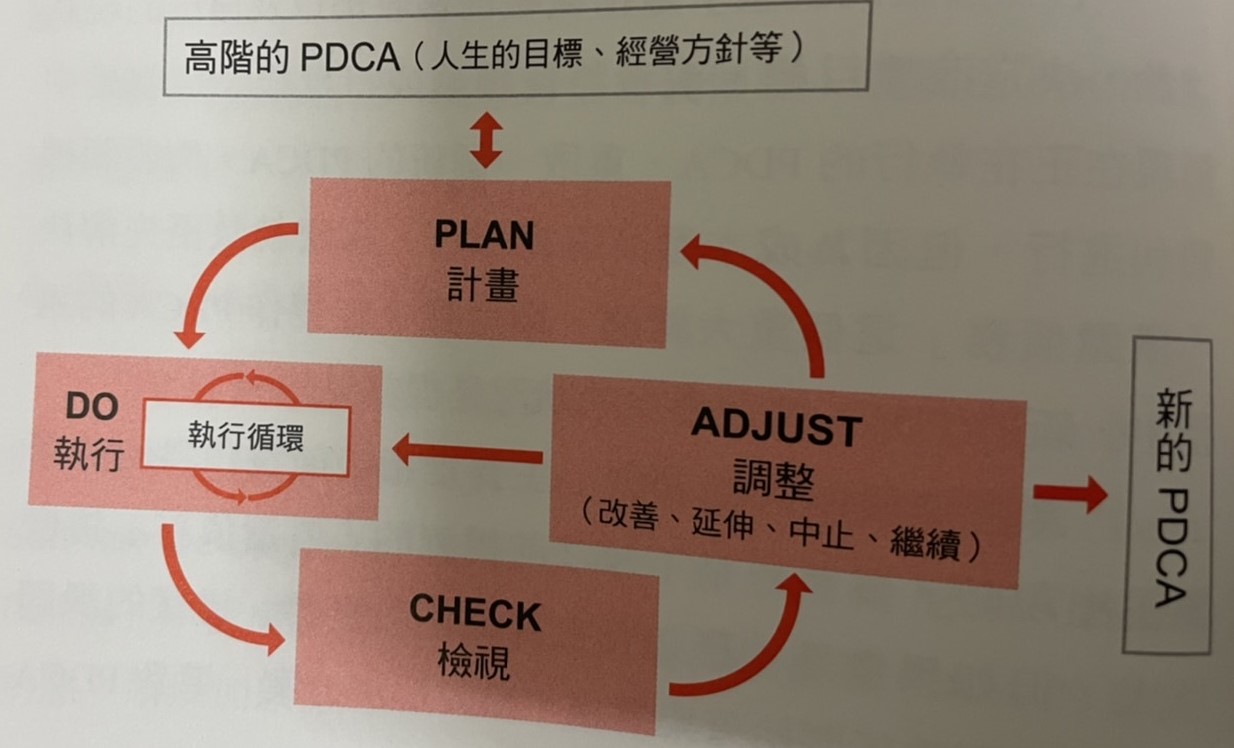 高階的 PDCA（人生的目標、經營方針等）
PLAN
計畫
DO
執行
執行循環
ADJUST
調整
（改善、延伸、中止、繼續）
新的 PDCA
CHECK
檢視